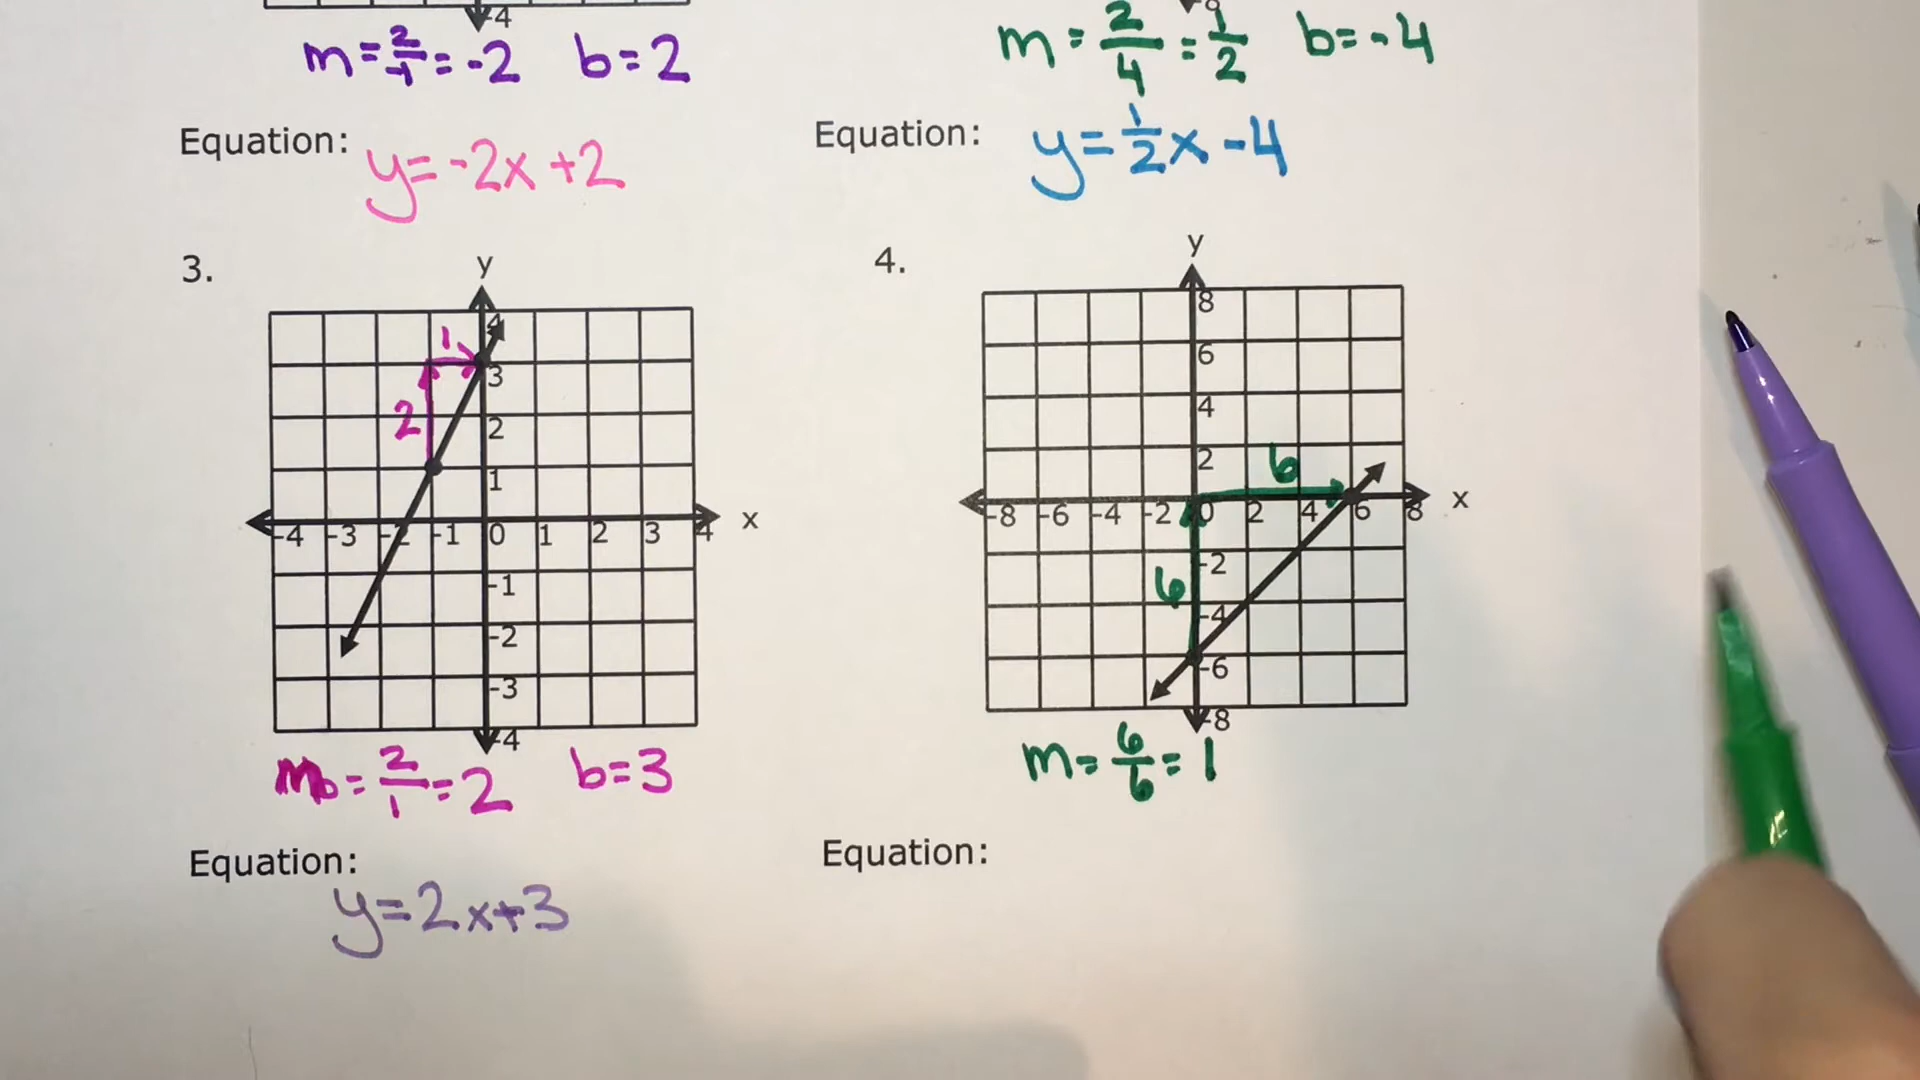 -4
m = 2/-1 = -2 b = 2
Equation: y = -2x + 2
m = 2/4 = 1/2 b = -4
Equation: y = 1/2 x - 4
3.
y
4
1
3
2
2
1
-4 -3 -2 -1 0 1 2 3 4 x
-1
-2
-3
-4
m = 2/1 = 2 b = 3
Equation:
y = 2x + 3
4.
y
8
6
4
2
6
-8 -6 -4 -2 0 2 4 6 8 x
-2
6
-4
-6
-8
m = 6/6 = 1
Equation: